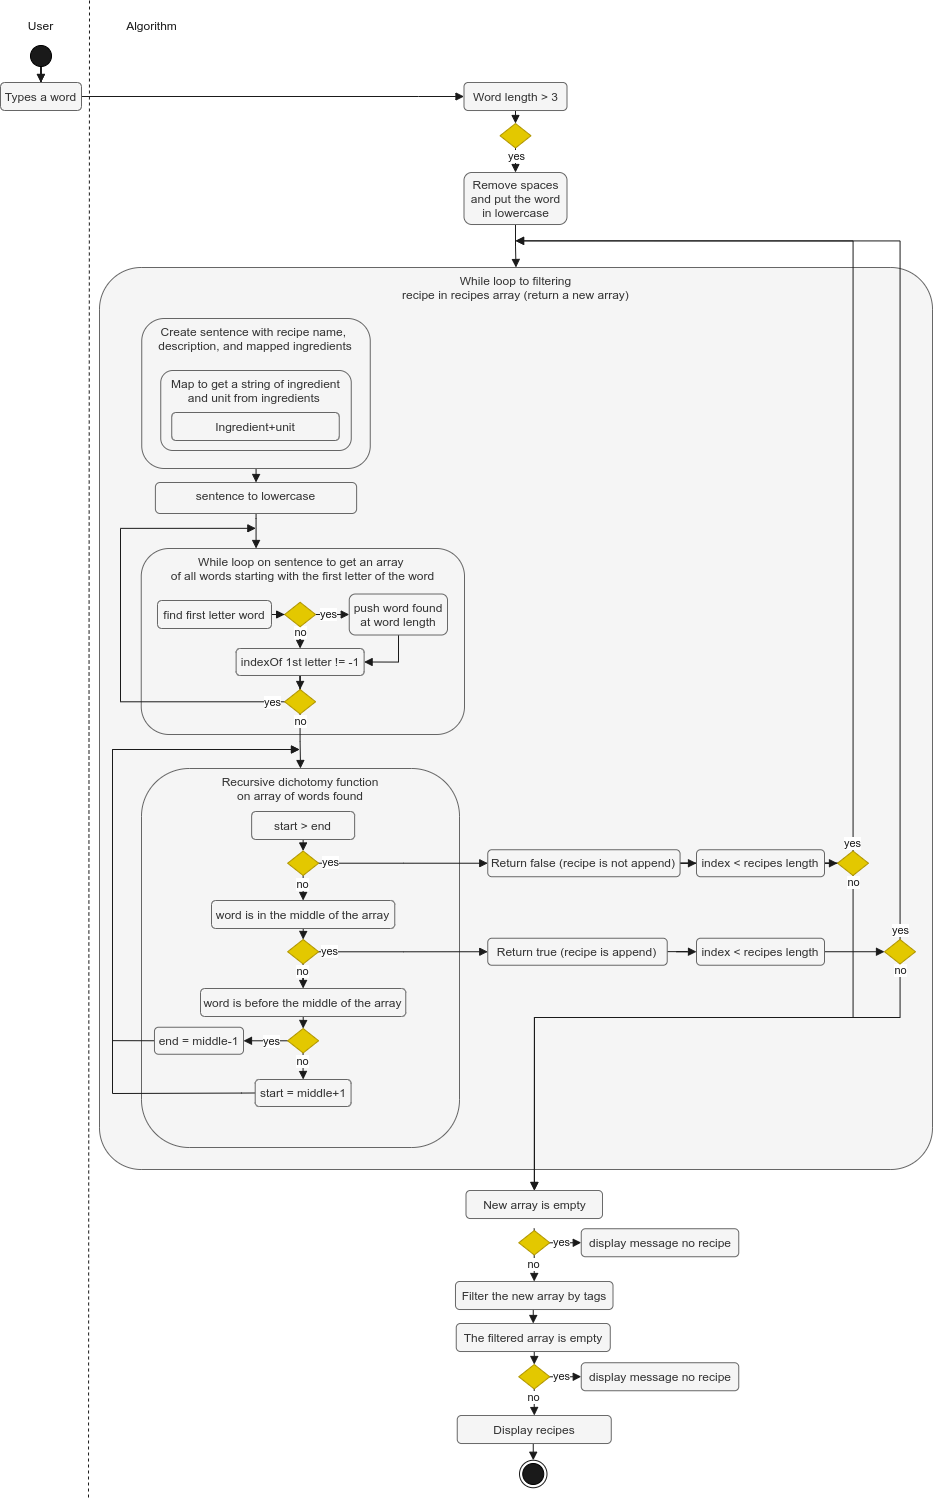 User
Algorithm
Types a word
Word length > 3
yes
Remove spaces
and put the word
in lowercase
While loop to filtering
recipe in recipes array (return a new array)
Create sentence with recipe name,
description, and mapped ingredients
Map to get a string of ingredient
and unit from ingredients
Ingredient+unit
sentence to lowercase
While loop on sentence to get an array
of all words starting with the first letter of the word
find first letter word
yes
push word found
at word length
no
indexOf 1st letter != -1
yes
no
Recursive dichotomy function
on array of words found
start > end
yes
Return false (recipe is not append)
index < recipes length
yes
no
no
word is in the middle of the array
yes
Return true (recipe is append)
index < recipes length
yes
no
no
word is before the middle of the array
end = middle-1
yes
no
start = middle+1
New array is empty
yes
display message no recipe
no
Filter the new array by tags
The filtered array is empty
yes
display message no recipe
no
Display recipes